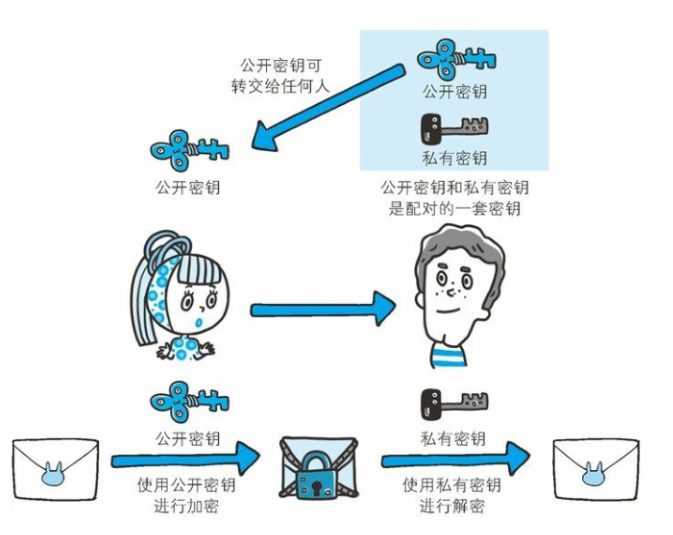 公开密钥可
转交给任何人
公开密钥
私有密钥
公开密钥
公开密钥和私有密钥
是配对的一套密钥
公开密钥
私有密钥
使用公开密钥
进行加密
使用私有密钥
进行解密